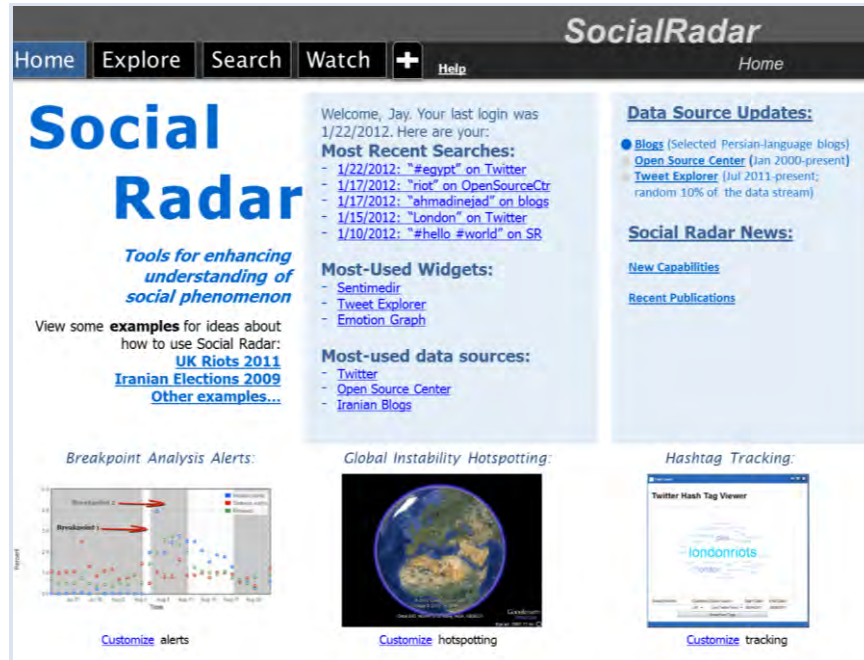 SocialRadar
Home
Explore
Search
Watch
+
Help
Home
Social
Radar
Tools for enhancing
understanding of
social phenomenon
View some examples for ideas about
how to use Social Radar:
UK Riots 2011
Iranian Elections 2009
Other examples...
Welcome, Jay. Your last login was
1/22/2012. Here are your:
Most Recent Searches:
- 1/22/2012: "#egypt" on Twitter
- 1/17/2012: "riot" on OpenSourceCtr
- 1/17/2012: "ahmadinejad" on blogs
- 1/15/2012: "London" on Twitter
- 1/10/2012: "#hello #world" on SR
Most-Used Widgets:
- Sentimedir
- Tweet Explorer
- Emotion Graph
Most-used data sources:
- Twitter
- Open Source Center
- Iranian Blogs
Data Source Updates:
Blogs (Selected Persian-language blogs)
Open Source Center (Jan 2000-present)
Tweet Explorer (Jul 2011-present;
random 10% of the data stream)
Social Radar News:
New Capabilities
Recent Publications
Breakpoint Analysis Alerts:
Breakpoint 2
Breakpoint 1
Percent
Time
Customize alerts
Global Instability Hotspotting:
Customize hotspotting
Hashtag Tracking:
Twitter Hash Tag Viewer
londonriots
london
Customize tracking